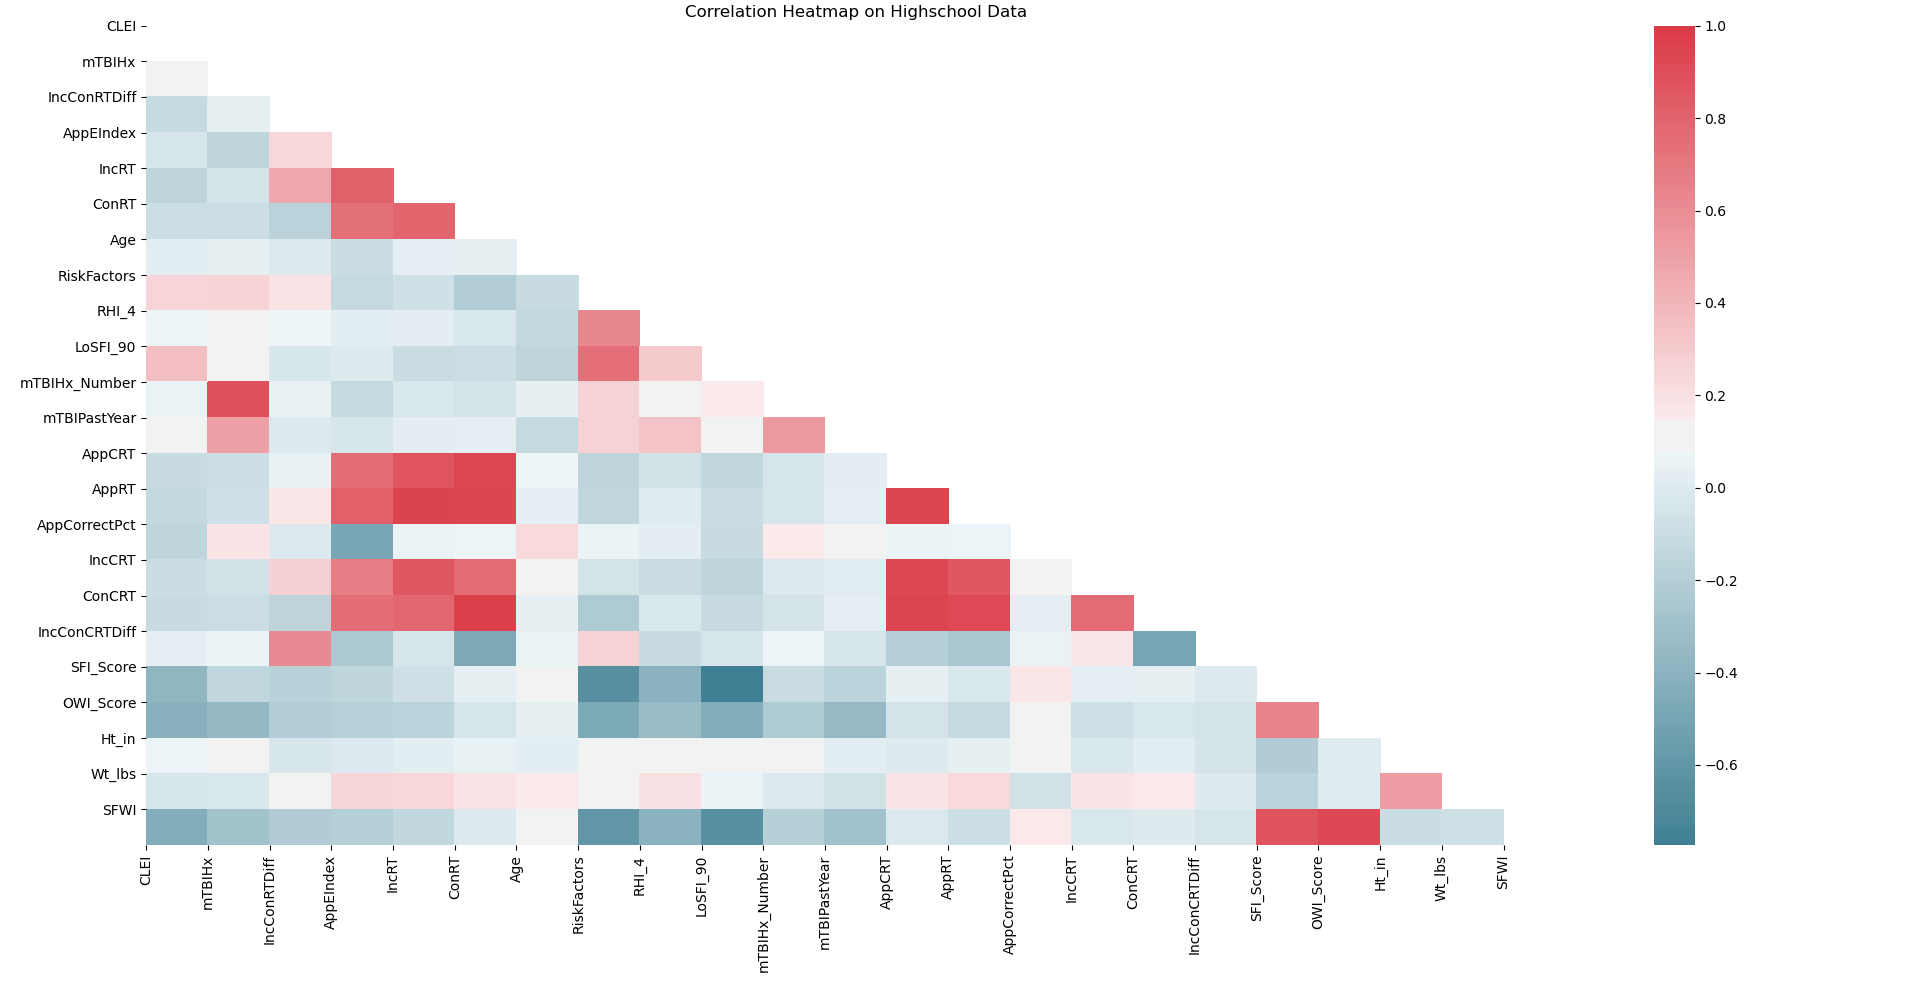 Correlation Heatmap on Highschool Data
CLEI
mTBIHx
IncConRTDiff
AppEIndex
IncRT
ConRT
Age
RiskFactors
RHI_4
LoSFI_90
mTBIHx_Number
mTBIPastYear
AppCRT
AppRT
AppCorrectPct
IncCRT
ConCRT
IncConCRTDiff
SFI_Score
OWI_Score
Ht_in
Wt_lbs
SFWI
CLEI
mTBIHx
IncConRTDiff
AppEIndex
IncRT
ConRT
Age
RiskFactors
RHI_4
LoSFI_90
mTBIHx_Number
mTBIPastYear
AppCRT
AppRT
AppCorrectPct
IncCRT
ConCRT
IncConCRTDiff
SFI_Score
OWI_Score
Ht_in
Wt_lbs
SFWI
1.0
0.8
0.6
0.4
0.2
0.0
−0.2
−0.4
−0.6